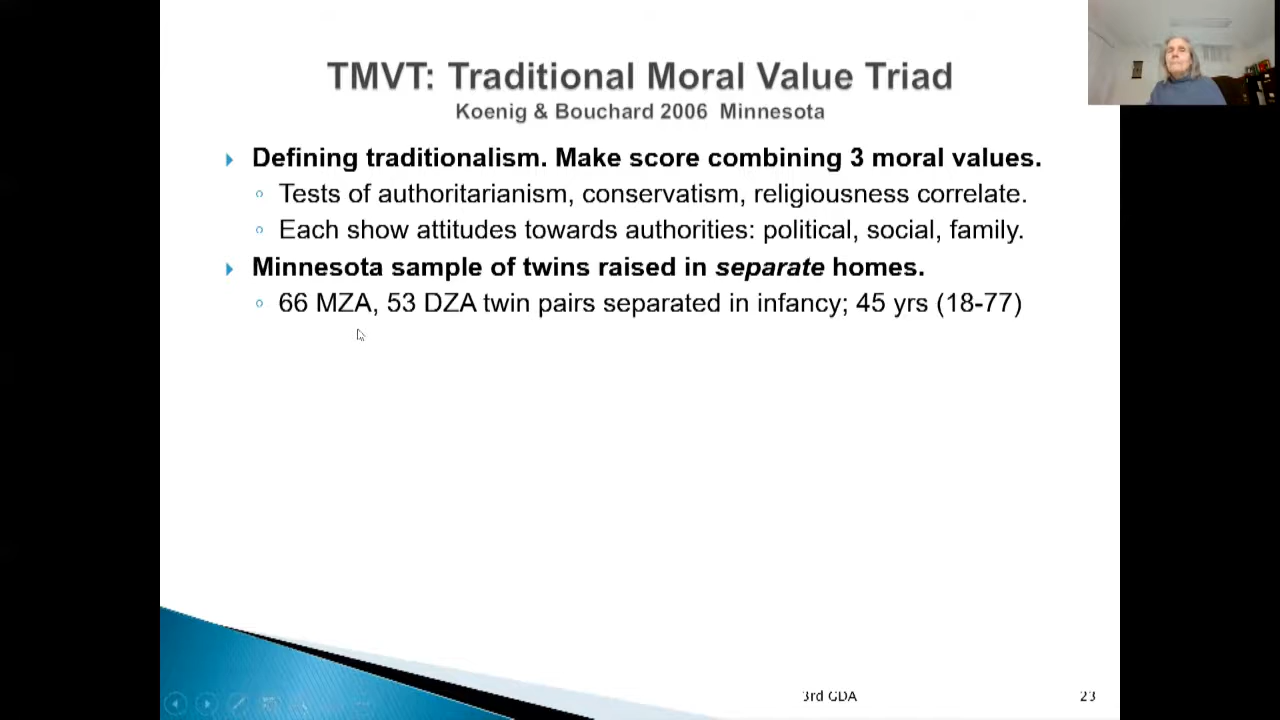 TMVT: Traditional Moral Value Triad
Koenig & Bouchard 2006 Minnesota
Defining traditionalism. Make score combining 3 moral values.
Tests of authoritarianism, conservatism, religiousness correlate.
Each show attitudes towards authorities: political, social, family.
Minnesota sample of twins raised in separate homes.
66 MZA, 53 DZA twin pairs separated in infancy; 45 yrs (18-77)
3rd GDA
23